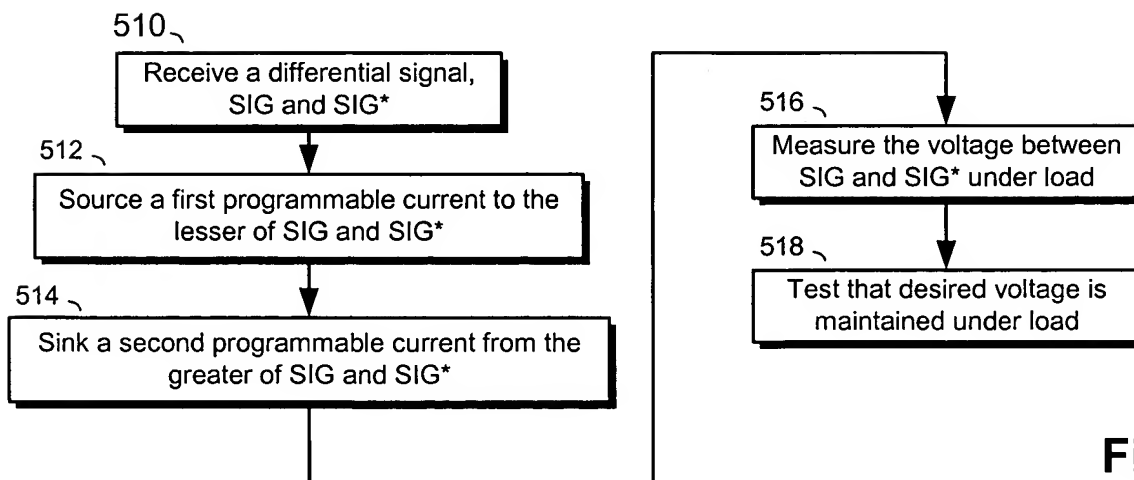 510
Receive a differential signal,
SIG and SIG*
512
Source a first programmable current to the
lesser of SIG and SIG*
514
Sink a second programmable current from the
greater of SIG and SIG*
516
Measure the voltage between
SIG and SIG* under load
518
Test that desired voltage is
maintained under load